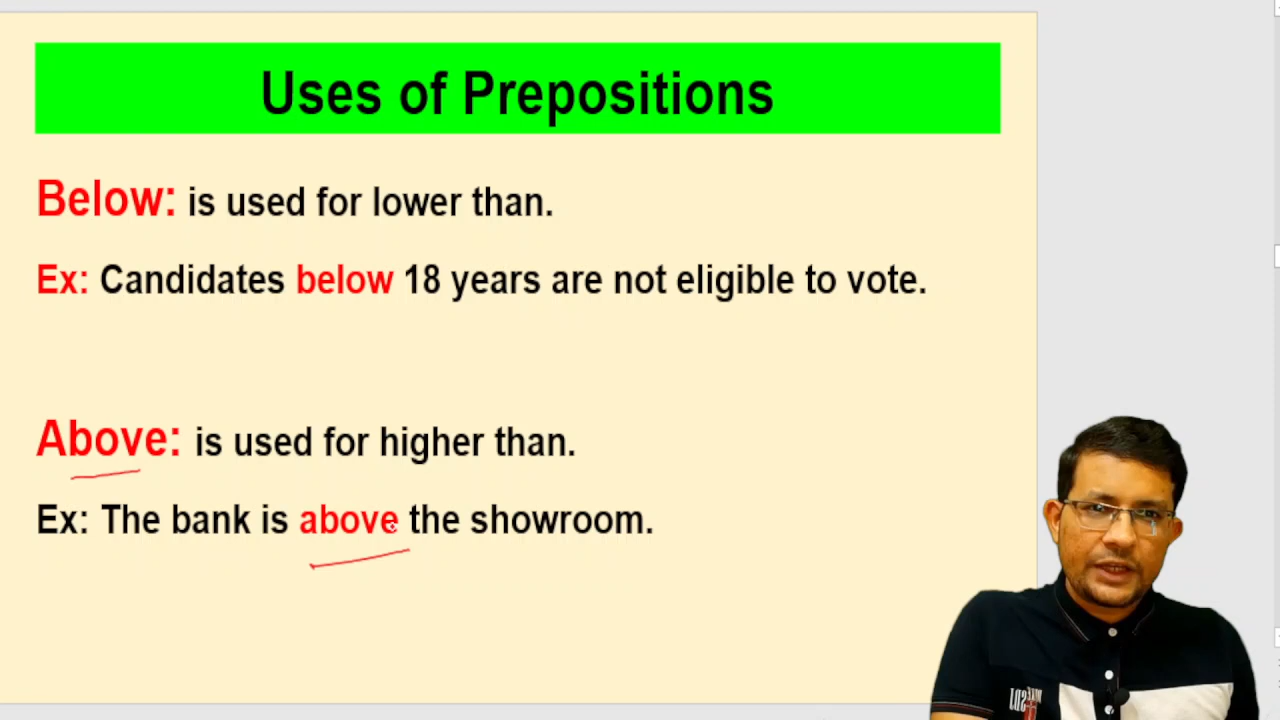 Uses of Prepositions
Below: is used for lower than.
Ex: Candidates below 18 years are not eligible to vote.
Above: is used for higher than.
Ex: The bank is above the showroom.